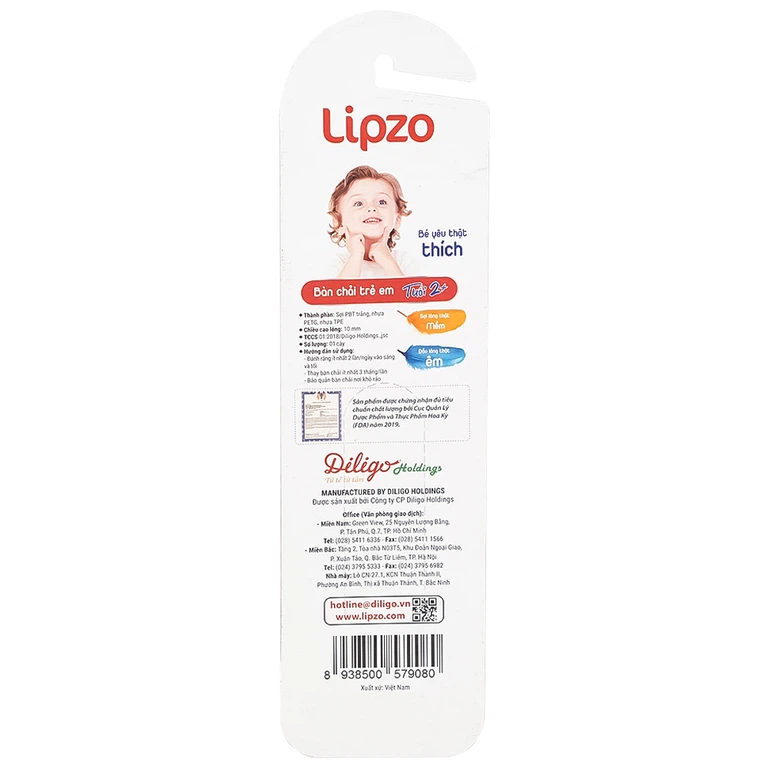 Lipzo
Bé yêu thật
thích
Bàn chải trẻ em Tuổi 2+
• Thành phần: Sợi PBT trắng, nhựa
PETG, nhựa TPE
• Chiều cao lông: 10 mm
• TCCS 01:2018/Diligo Holdings .,jsc
• Số lượng: 01 cây
• Hướng dẫn sử dụng:
- Đánh răng ít nhất 2 lần/ngày vào sáng
và tối
- Thay bàn chải ít nhất 3 tháng/lần
- Bảo quản bàn chải nơi khô ráo
Sợi lông thật
mềm
Đầu lông thật
êm
Sản phẩm được chứng nhận đủ tiêu
chuẩn chất lượng bởi Cục Quản Lý
Dược Phẩm và Thực Phẩm Hoa Kỳ
(FDA) năm 2019.
Diligo Holdings
Tử tế từ tâm
MANUFACTURED BY DILIGO HOLDINGS
Được sản xuất bởi Công ty CP Diligo Holdings
Office (Văn phòng giao dịch):
- Miền Nam: Green View, 25 Nguyễn Lương Bằng,
P. Tân Phú, Q.7, TP. Hồ Chí Minh
Tel: (028) 5411 6336 - Fax: (028) 5411 1566
- Miền Bắc: Tầng 2, Tòa nhà N03T5, Khu Đoàn Ngoại Giao,
P. Xuân Tảo, Q. Bắc Từ Liêm, TP. Hà Nội
Tel: (024) 3795 5333 - Fax: (024) 3795 6982
Nhà máy: Lô CN 27.1, KCN Thuận Thành II,
Phường An Bình, Thị xã Thuận Thành, T. Bắc Ninh
hotline@diligo.vn
www.lipzo.com
8 938500 579080
Xuất xứ: Việt Nam